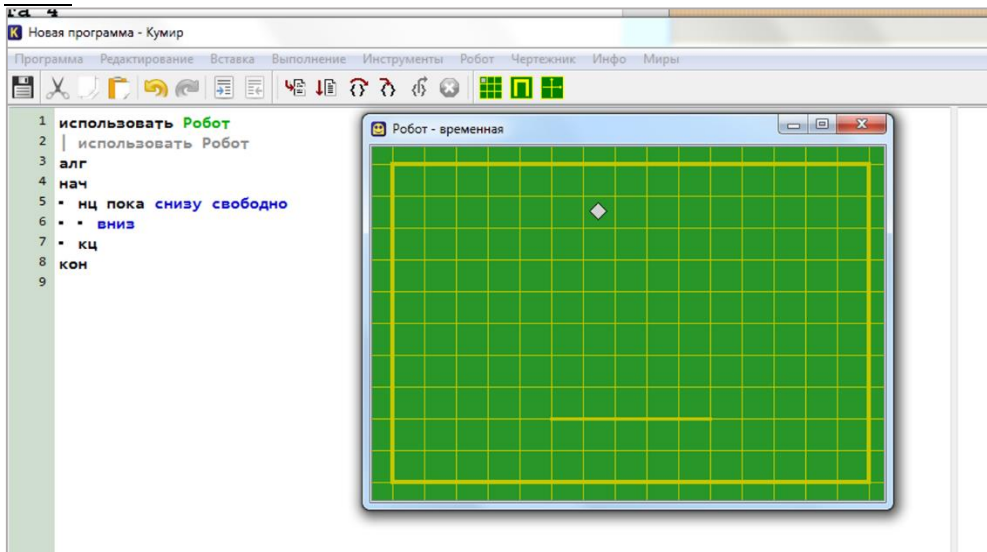 Новая программа - Кумир
Программа Редактирование Вставка Выполнение Инструменты Робот Чертежник Инфо Миры
1 использовать Робот
2 | использовать Робот
3 алг
4 нач
5 ▪ нц пока снизу свободно
6 ▪ ▪ вниз
7 ▪ кц
8 кон
9
Робот - временная